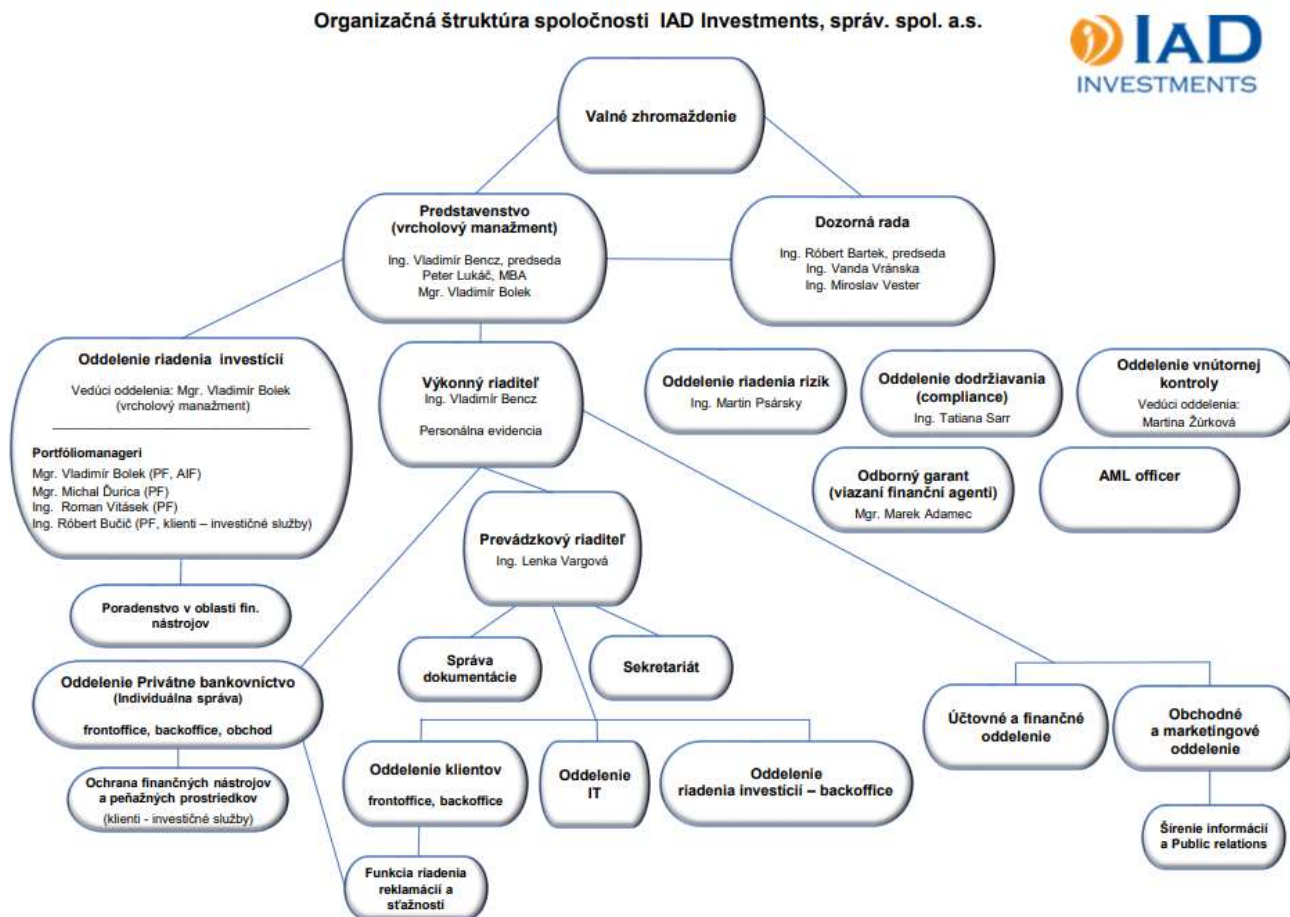 Organizačná štruktúra spoločnosti IAD Investments, správ. spol. a.s.
IAD
INVESTMENTS
Valné zhromaždenie
Predstavenstvo
(vrcholový manažment)
Ing. Vladimír Bencz, predseda
Peter Lukáč, MBA
Mgr. Vladimír Bolek
Dozorná rada
Ing. Róbert Bartek, predseda
Ing. Vanda Vránska
Ing. Miroslav Vester
Oddelenie riadenia investícií
Vedúci oddelenia: Mgr. Vladimír Bolek
(vrcholový manažment)
Portfóliomanageri
Mgr. Vladimír Bolek (PF, AIF)
Mgr. Michal Ďurica (PF)
Ing. Roman Vitásek (PF)
Ing. Róbert Bučič (PF, klienti – investičné služby)
Výkonný riaditeľ
Ing. Vladimír Bencz
Personálna evidencia
Oddelenie riadenia rizík
Ing. Martin Psársky
Oddelenie dodržiavania
(compliance)
Ing. Tatiana Sarr
Oddelenie vnútornej
kontroly
Vedúci oddelenia:
Martina Žúrková
Odborný garant
(viazaní finanční agenti)
Mgr. Marek Adamec
AML officer
Prevádzkový riaditeľ
Ing. Lenka Vargová
Poradenstvo v oblasti fin.
nástrojov
Správa
dokumentácie
Sekretariát
Oddelenie Privátne bankovníctvo
(Individuálna správa)
frontoffice, backoffice, obchod
Účtovné a finančné
oddelenie
Obchodné
a marketingové
oddelenie
Ochrana finančných nástrojov
a peňažných prostriedkov
(klienti - investičné služby)
Oddelenie klientov
frontoffice, backoffice
Oddelenie
IT
Oddelenie
riadenia investícií – backoffice
Šírenie informácií
a Public relations
Funkcia riadenia
reklamácií a
sťažností